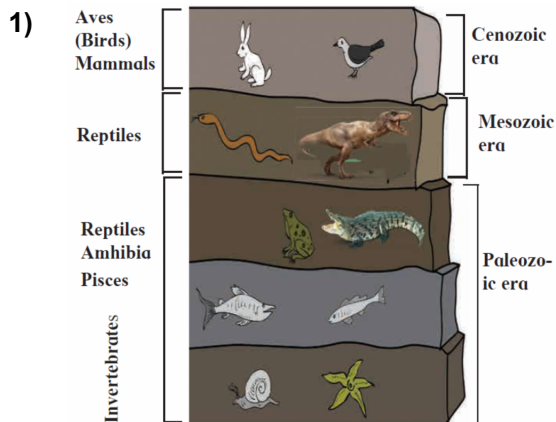 1)
Aves
(Birds)
Mammals
Cenozoic
era
Reptiles
Mesozoic
era
Reptiles
Amhibia
Pisces
Paleozo-
ic era
Invertebrates